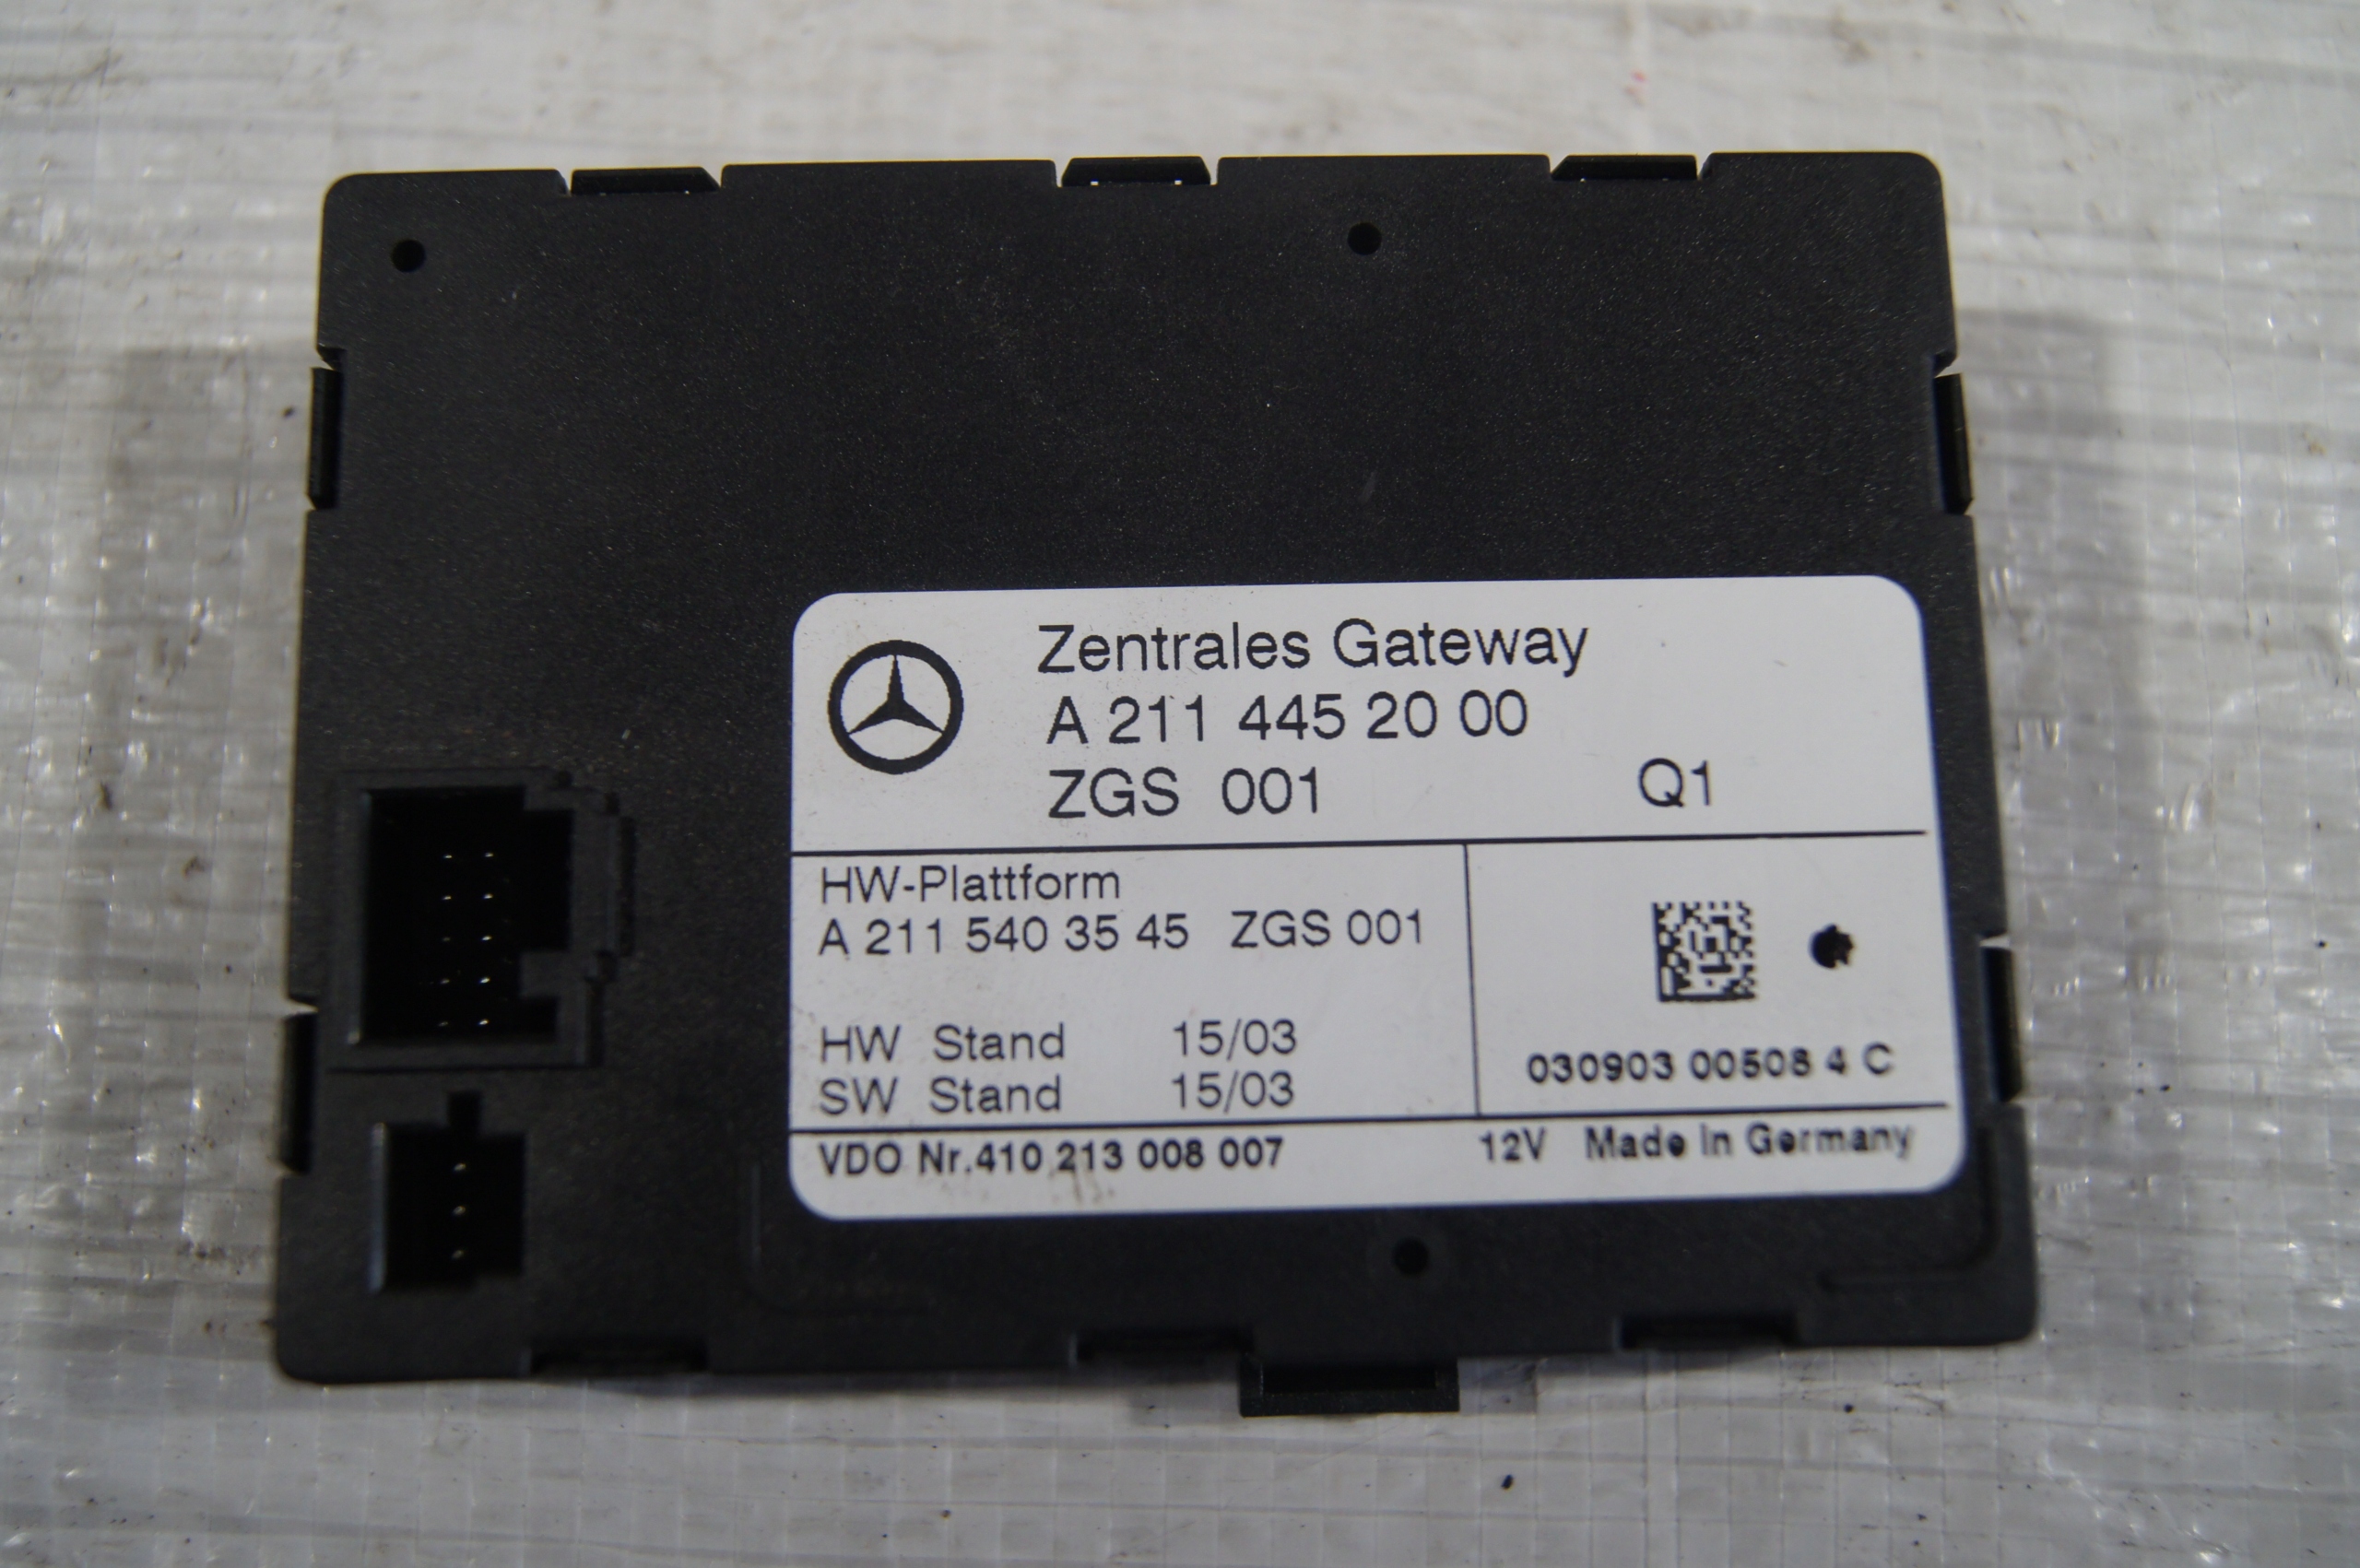 Zentrales Gateway
A 211 445 20 00
ZGS 001 Q1
HW-Plattform
A 211 540 35 45 ZGS 001
HW Stand 15/03
SW Stand 15/03
030903 00508 4 C
VDO Nr.410 213 008 007 12V Made in Germany